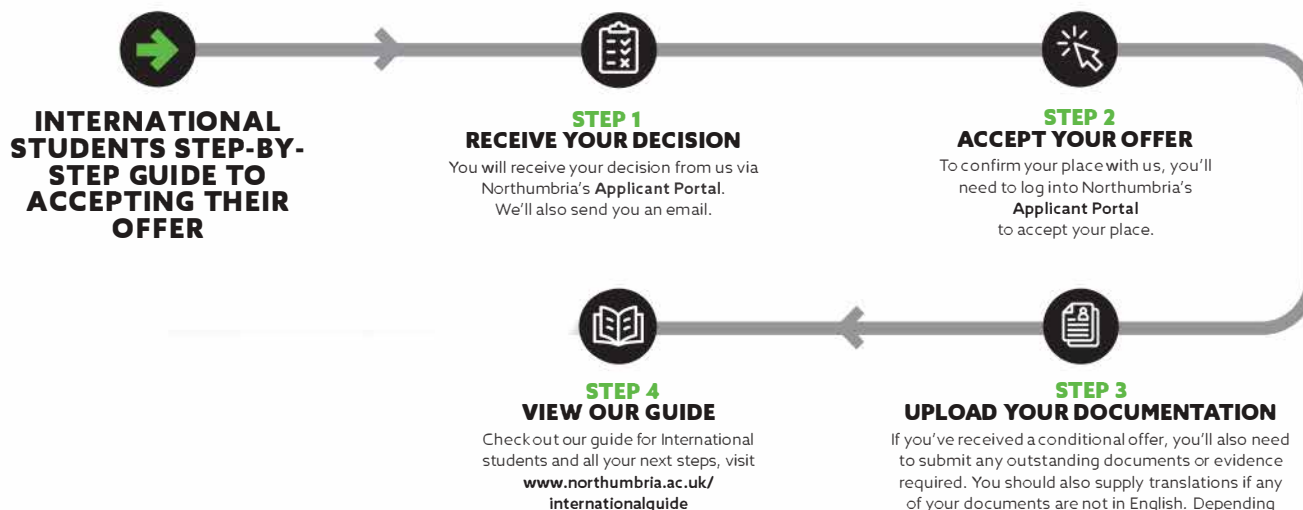 INTERNATIONAL
STUDENTS STEP-BY-
STEP GUIDE TO
ACCEPTING THEIR
OFFER
STEP 1
RECEIVE YOUR DECISION
You will receive your decision from us via
Northumbria's Applicant Portal.
We'll also send you an email.
STEP 2
ACCEPT YOUR OFFER
To confirm your place with us, you'll
need to log into Northumbria's
Applicant Portal
to accept your place.
STEP 3
UPLOAD YOUR DOCUMENTATION
If you've received a conditional offer, you'll also need
to submit any outstanding documents or evidence
required. You should also supply translations if any
of your documents are not in English. Depending
STEP 4
VIEW OUR GUIDE
Check out our guide for International
students and all your next steps, visit
www.northumbria.ac.uk/
internationalguide